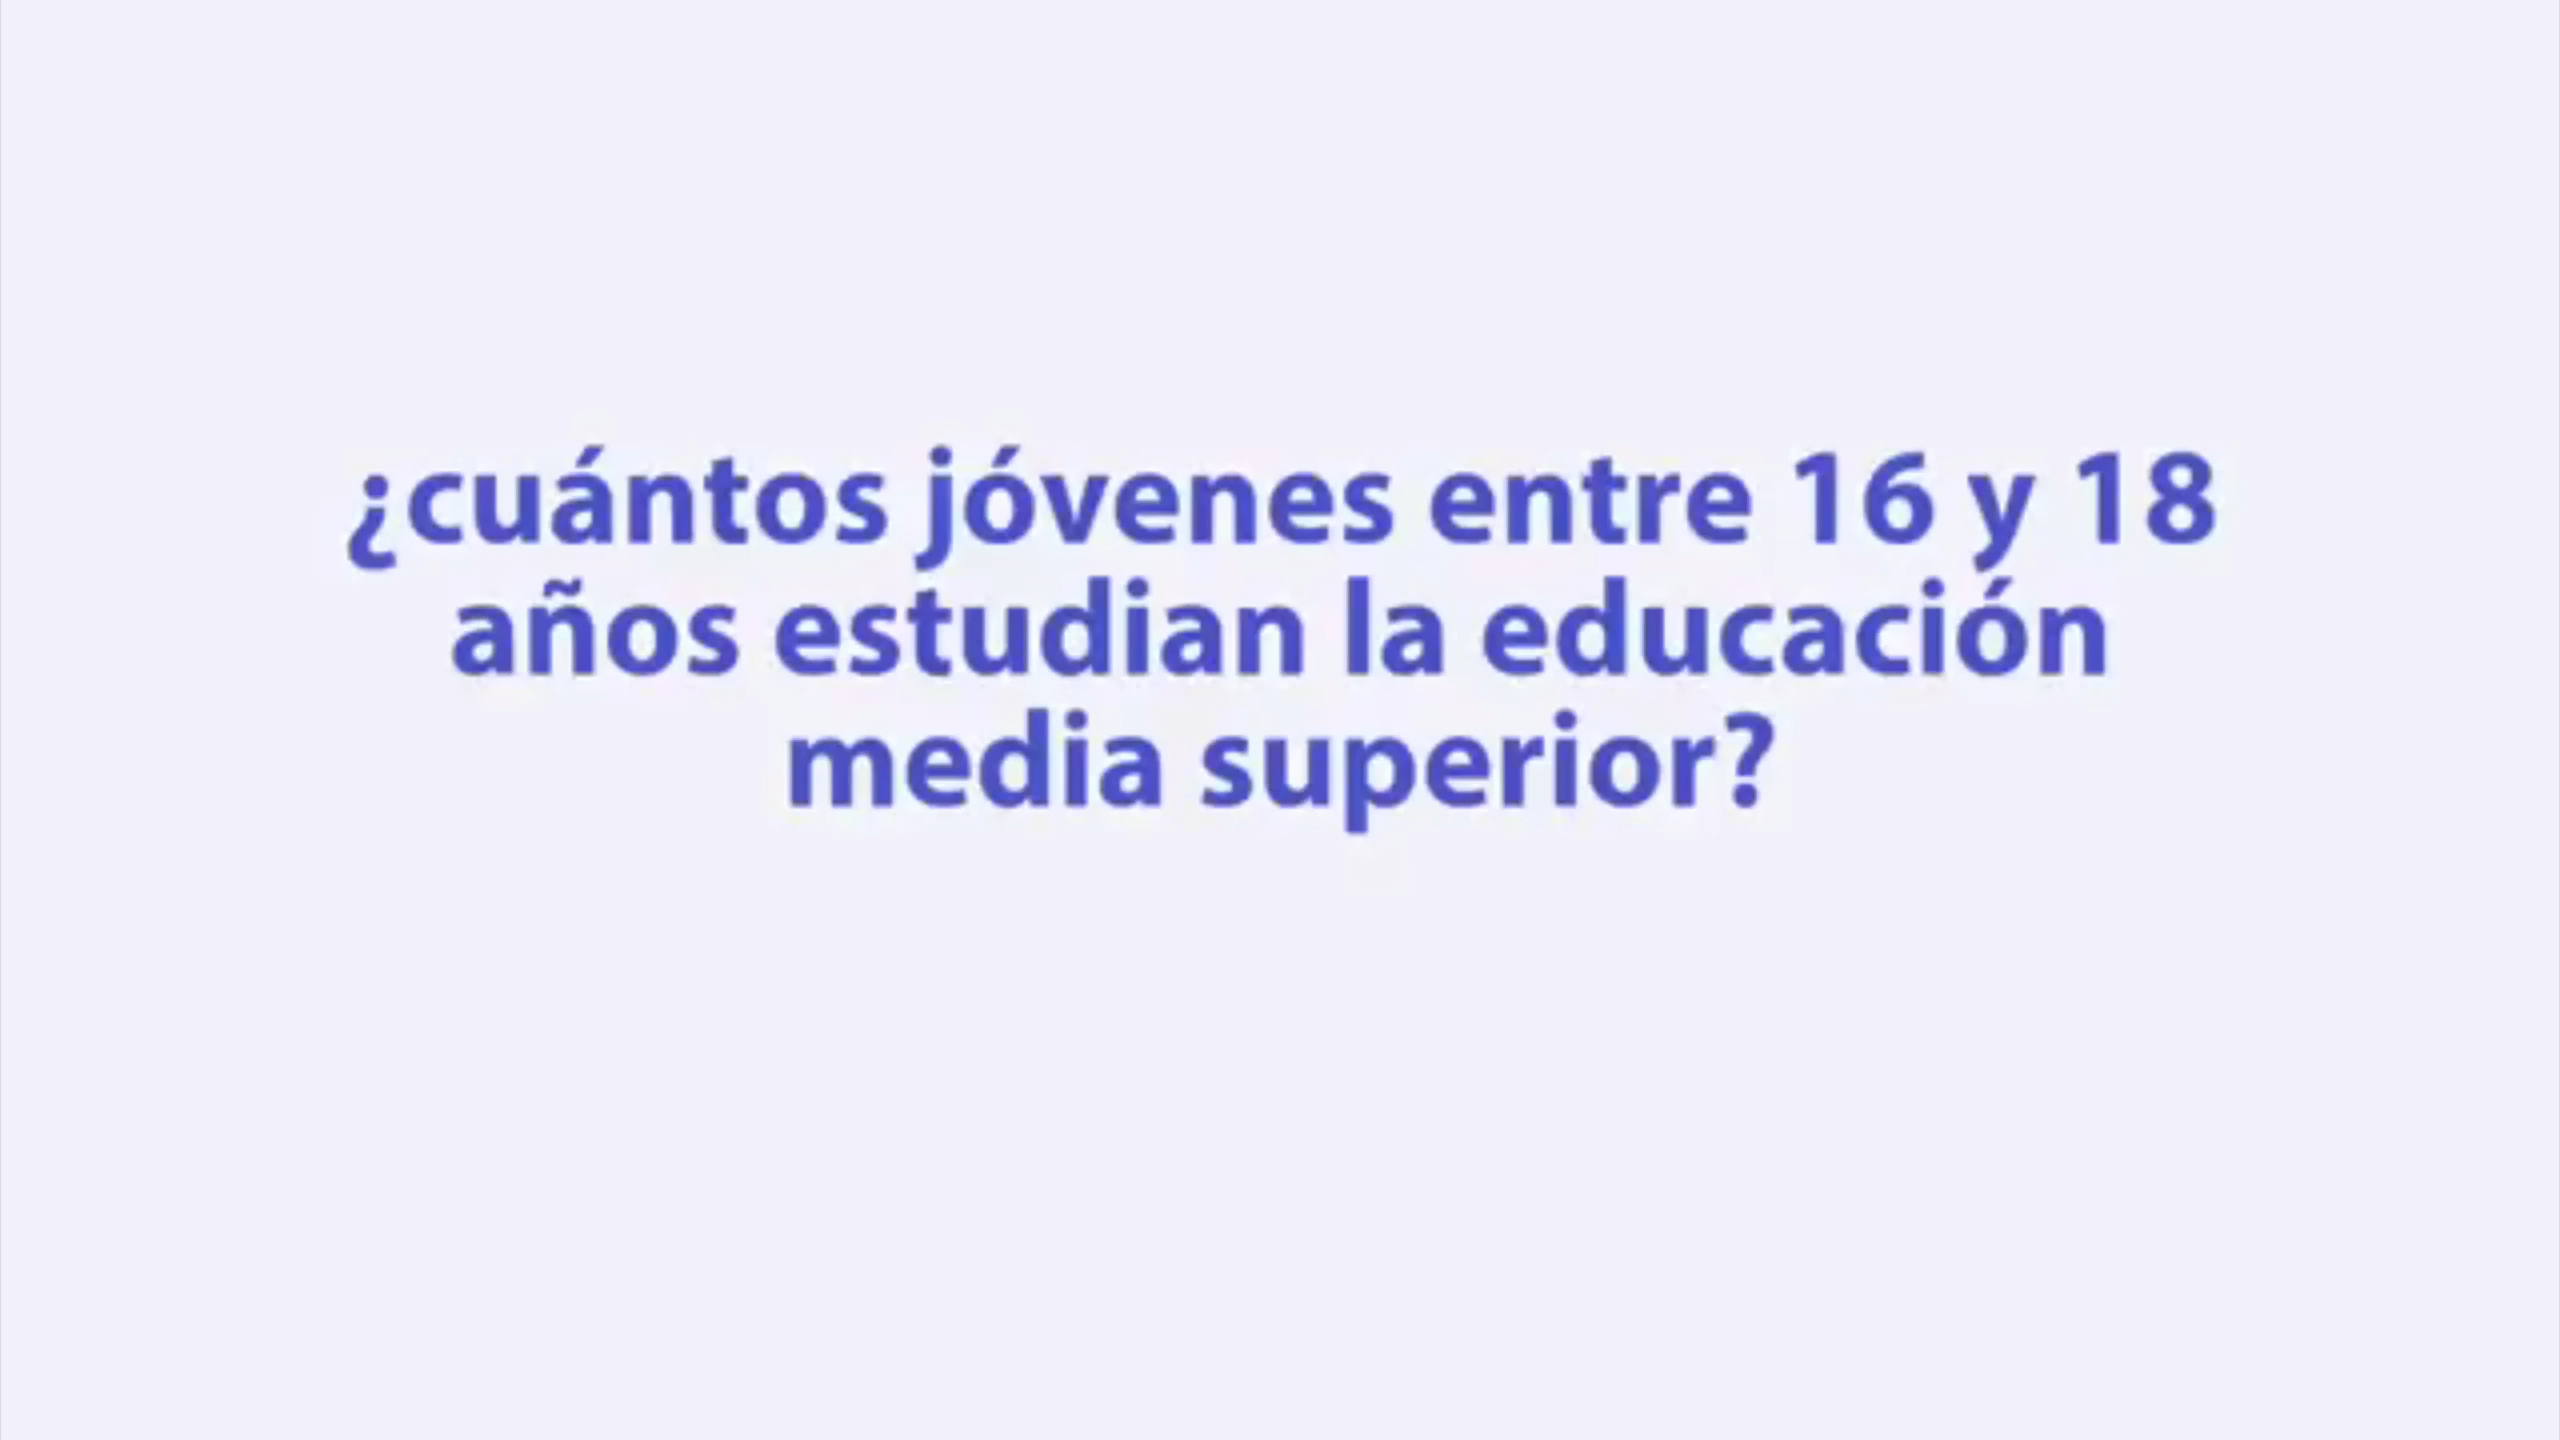 ¿cuántos jóvenes entre 16 y 18
años estudian la educación
media superior?